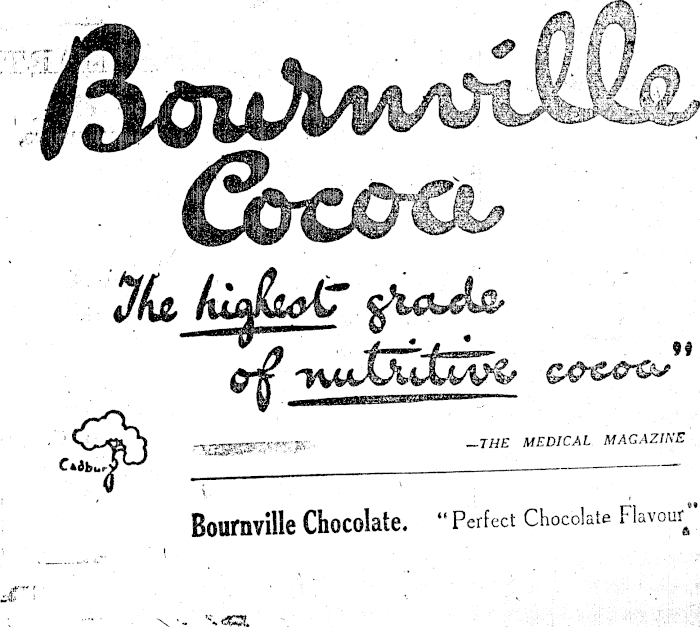 Bournville
Cocoa
The highest grade
of nutritive cocoa"
Cadbury
—THE MEDICAL MAGAZINE
Bournville Chocolate. "Perfect Chocolate Flavour"